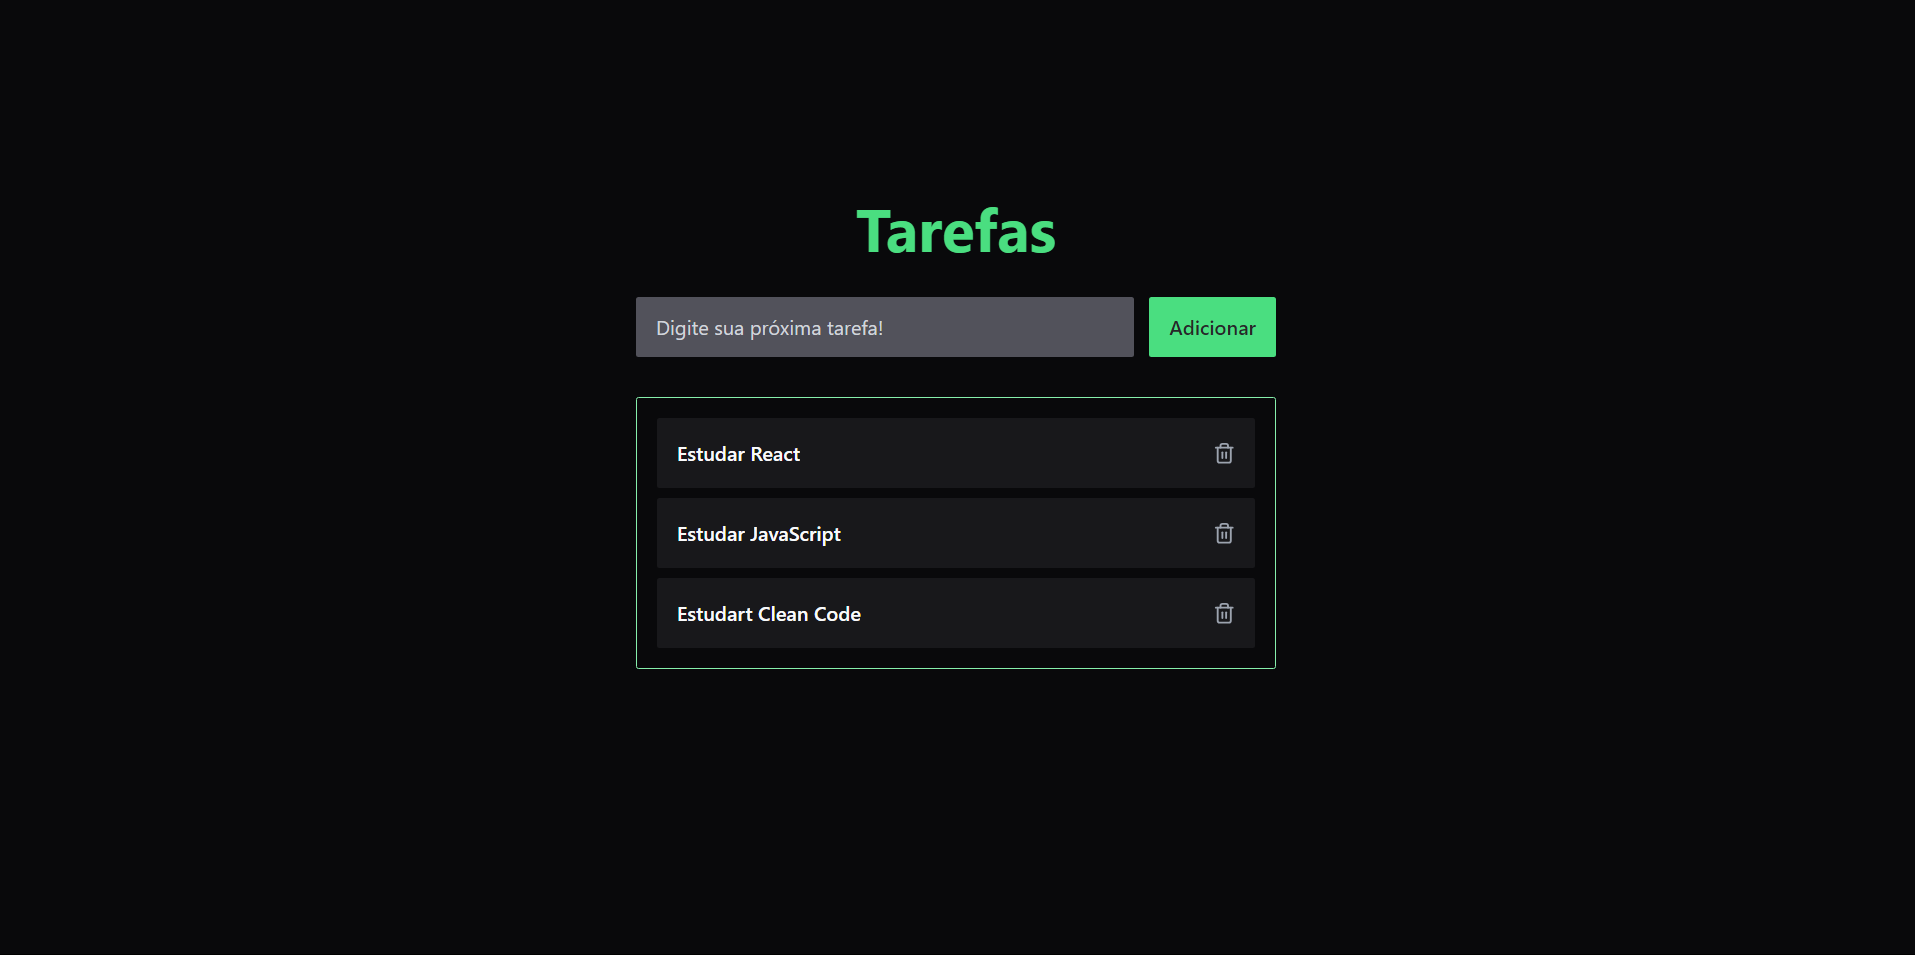 Tarefas
Digite sua próxima tarefa!
Adicionar
Estudar React
Estudar JavaScript
Estudart Clean Code